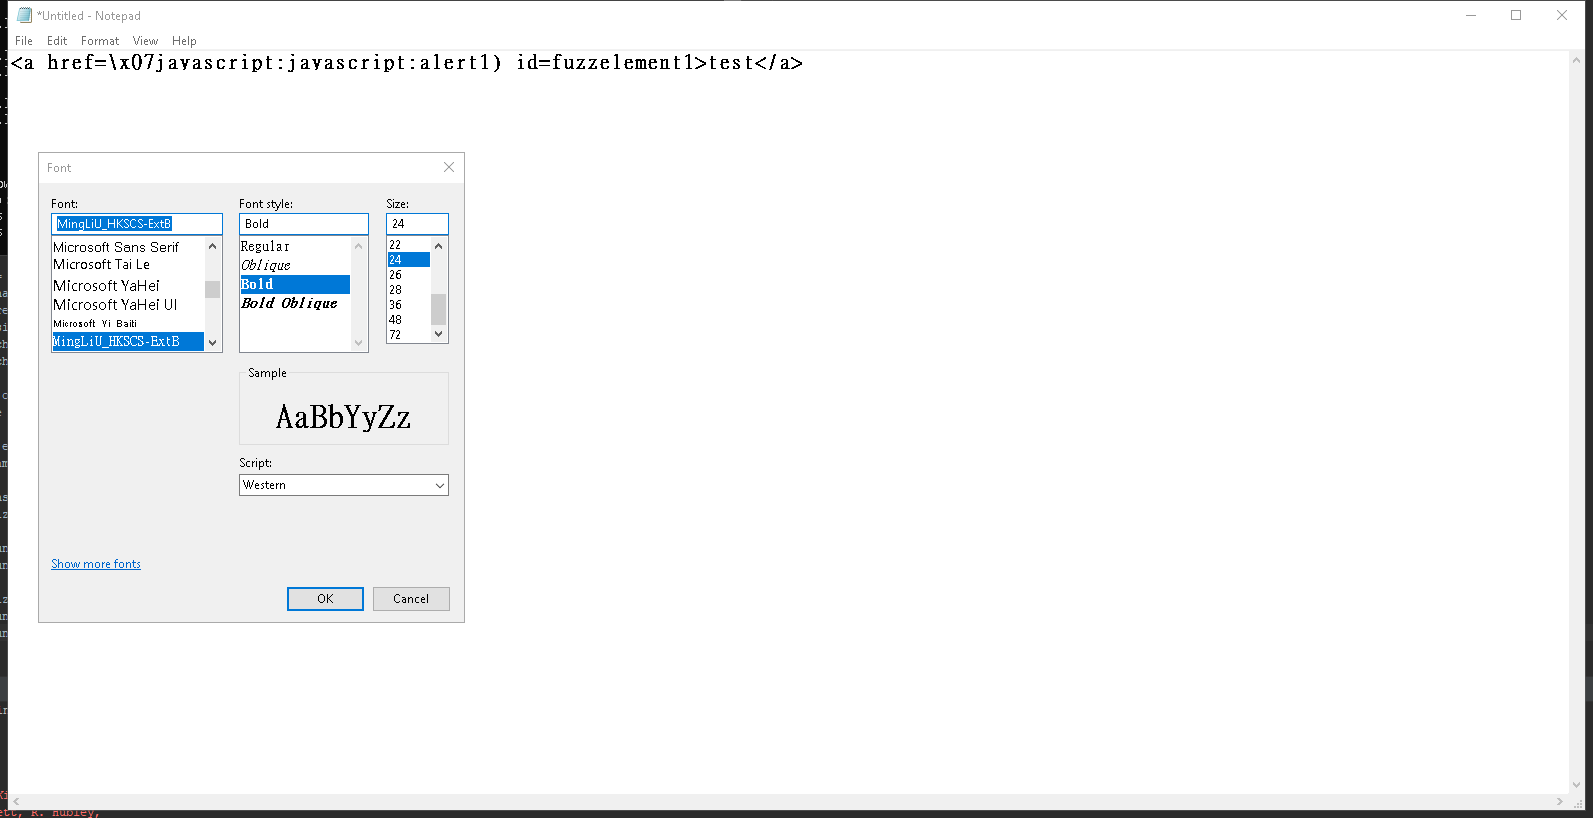 *Untitled - Notepad
File Edit Format View Help
<a href=\x07javascript:javascript:alert1) id=fuzzelement1>test</a>
Font
Font: Font style: Size:
MingLiU_HKSCS-ExtB Bold 24
Microsoft Sans Serif Regular 22
Microsoft Tai Le Oblique 24
Microsoft YaHei Bold 26
Microsoft YaHei UI Bold Oblique 28
Microsoft Yi Baiti 36
MingLiU_HKSCS-ExtB 48
72
Sample
AaBbYyZz
Script:
Western
Show more fonts
OK Cancel
R. Hubley,